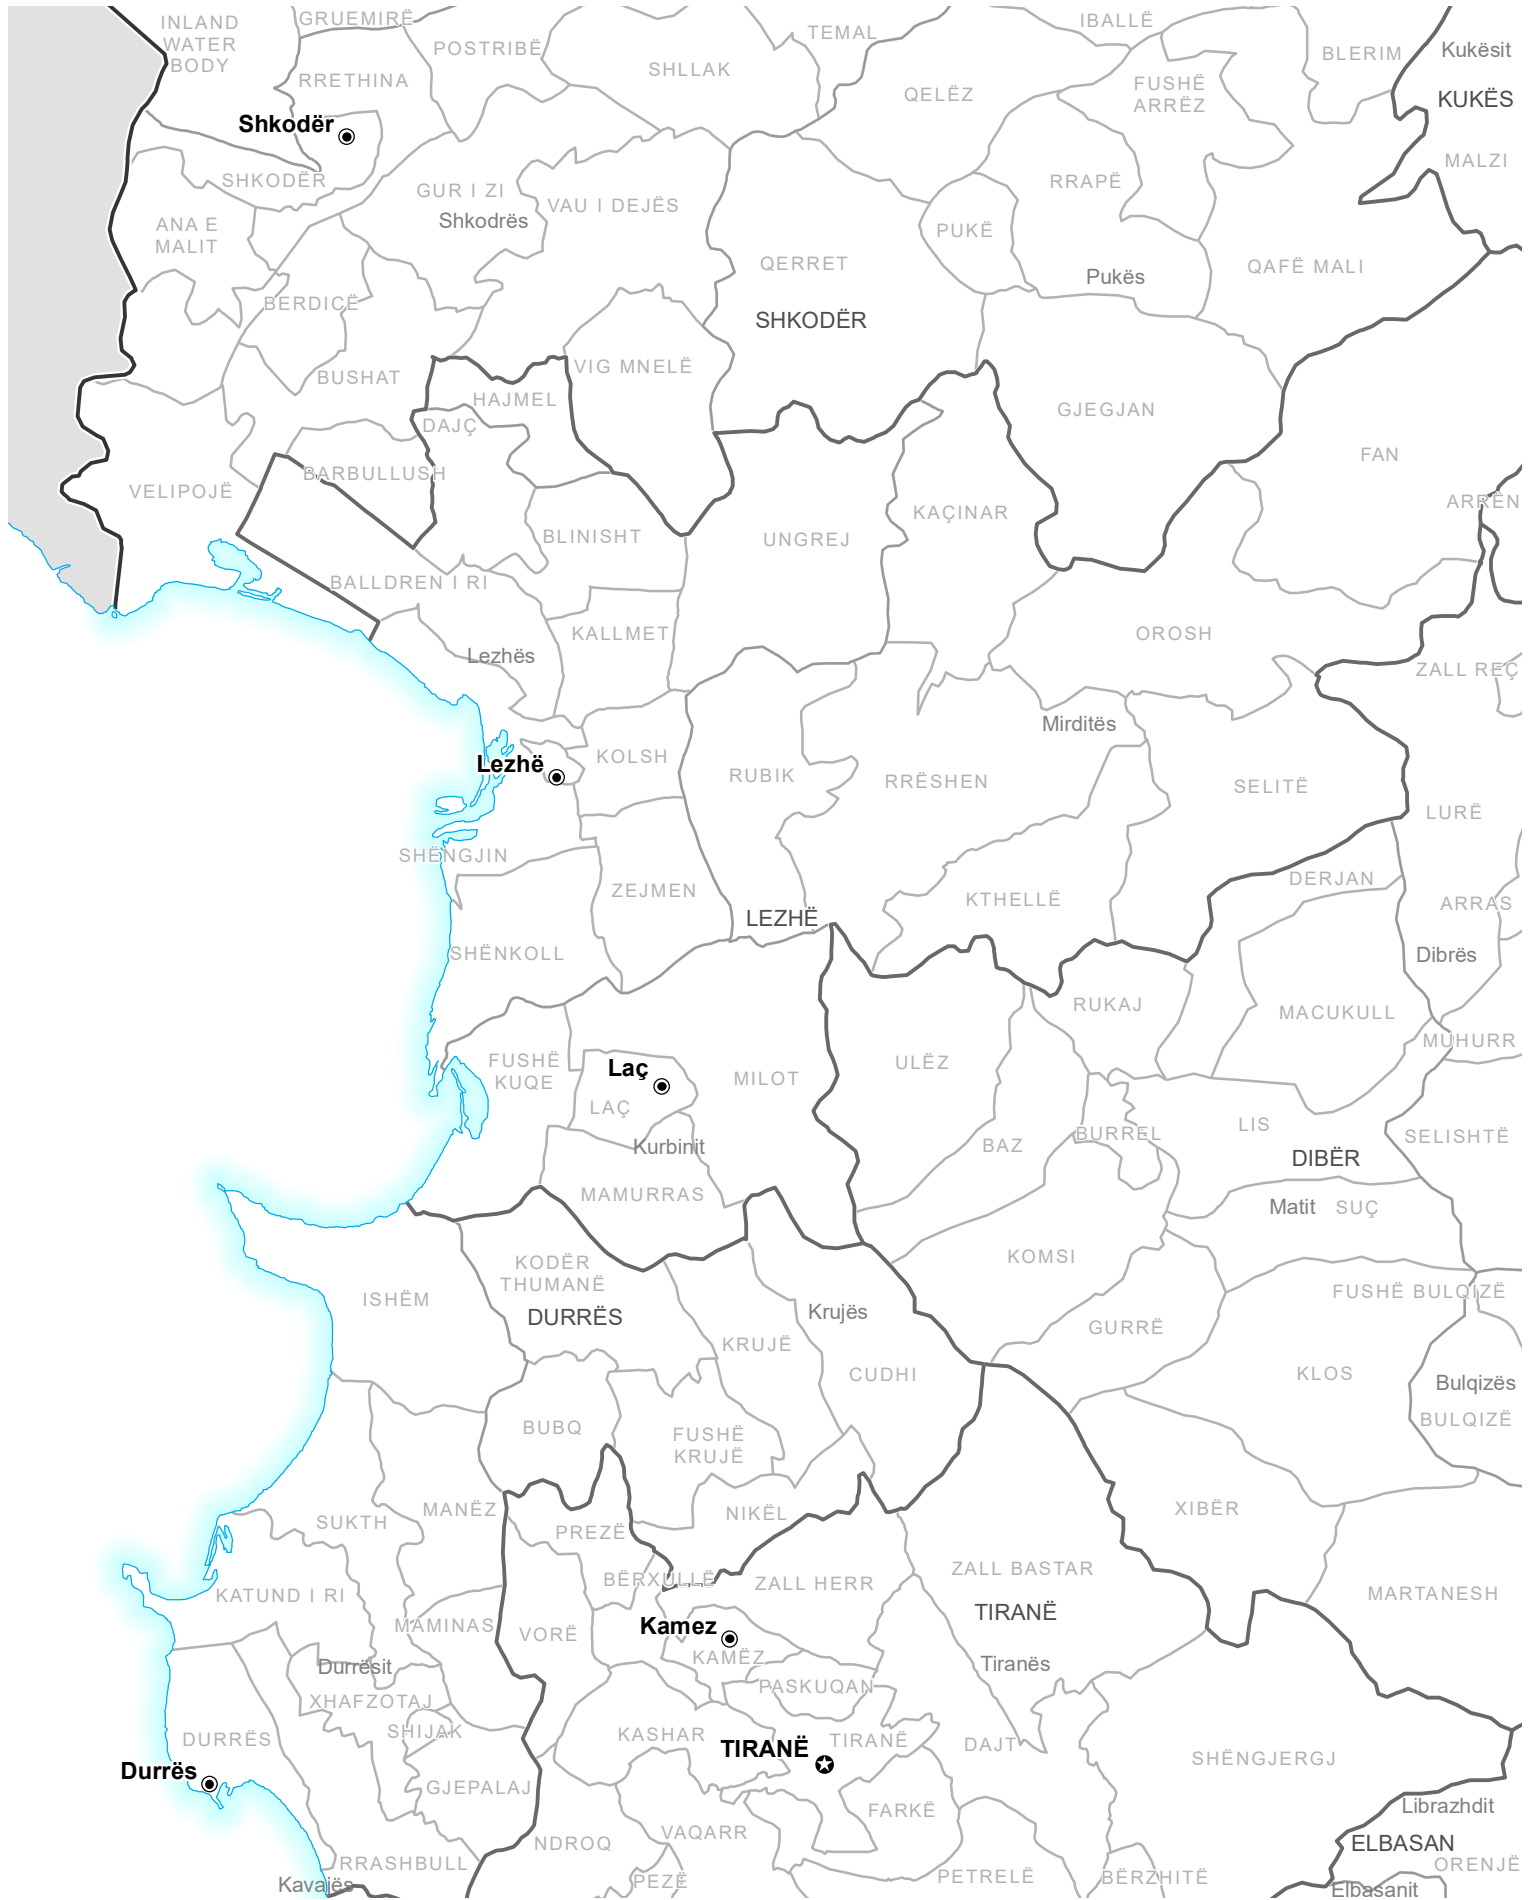 INLAND
WATER
BODY
GRUEMIRË
POSTRIBË
TEMAL
IBALLË
BLERIM
Kukësit
KUKËS
RRETHINA
SHLLAK
QELËZ
FUSHË
ARRËZ
Shkodër
MALZI
SHKODËR
GUR I ZI
Shkodrës
VAU I DEJËS
RRAPË
ANA E
MALIT
PUKË
QERRET
Pukës
QAFË MALI
BERDICË
SHKODËR
BUSHAT
VIG MNELË
HAJMEL
DAJÇ
GJEGJAN
FAN
BARBULLUSH
VELIPOJË
ARRËN
KAÇINAR
BLINISHT
UNGREJ
BALLDREN I RI
KALLMET
OROSH
Lezhës
ZALL REÇ
Mirditës
KOLSH
Lezhë
RUBIK
RRËSHEN
SELITË
LURË
SHËNGJIN
DERJAN
ZEJMEN
KTHELLË
ARRAS
LEZHË
SHËNKOLL
Dibrës
RUKAJ
MACUKULL
MUHURR
FUSHË
KUQE
Laç
MILOT
ULËZ
LAÇ
LIS
BURREL
SELISHTË
Kurbinit
BAZ
DIBËR
MAMURRAS
Matit
SUÇ
KODËR
THUMANË
KOMSI
ISHËM
FUSHË BULQIZË
DURRËS
Krujës
GURRË
KRUJË
CUDHI
KLOS
Bulqizës
BULQIZË
BUBQ
FUSHË
KRUJË
MANËZ
SUKTH
NIKËL
XIBËR
PREZË
ZALL BASTAR
BËRXULLË
ZALL HERR
KATUND I RI
MARTANESH
TIRANË
MAMINAS
VORË
Kamez
KAMËZ
Tiranës
Durrësit
PASKUQAN
XHAFZOTAJ
SHIJAK
KASHAR
DURRËS
TIRANË
TIRANË
DAJT
SHËNGJERGJ
Durrës
GJEPALAJ
FARKË
Librazhdit
VAQARR
NDROQ
ELBASAN
RRASHBULL
ORENJË
Kavajës
PEZË
PETRELË
BËRZHITË
Elbasanit